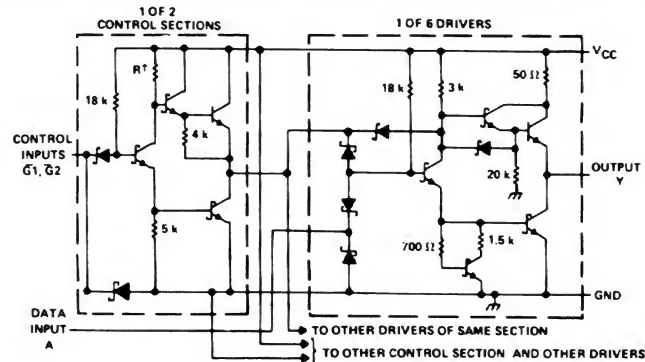 1 OF 2
CONTROL SECTIONS
1 OF 6 DRIVERS
VCC
R†
18 k
4 k
5 k
18 k
3 k
50 Ω
20 k
700 Ω
1.5 k
CONTROL
INPUTS
G̅1, G̅2
OUTPUT
Y
GND
DATA
INPUT
A
TO OTHER DRIVERS OF SAME SECTION
TO OTHER CONTROL SECTION AND OTHER DRIVERS